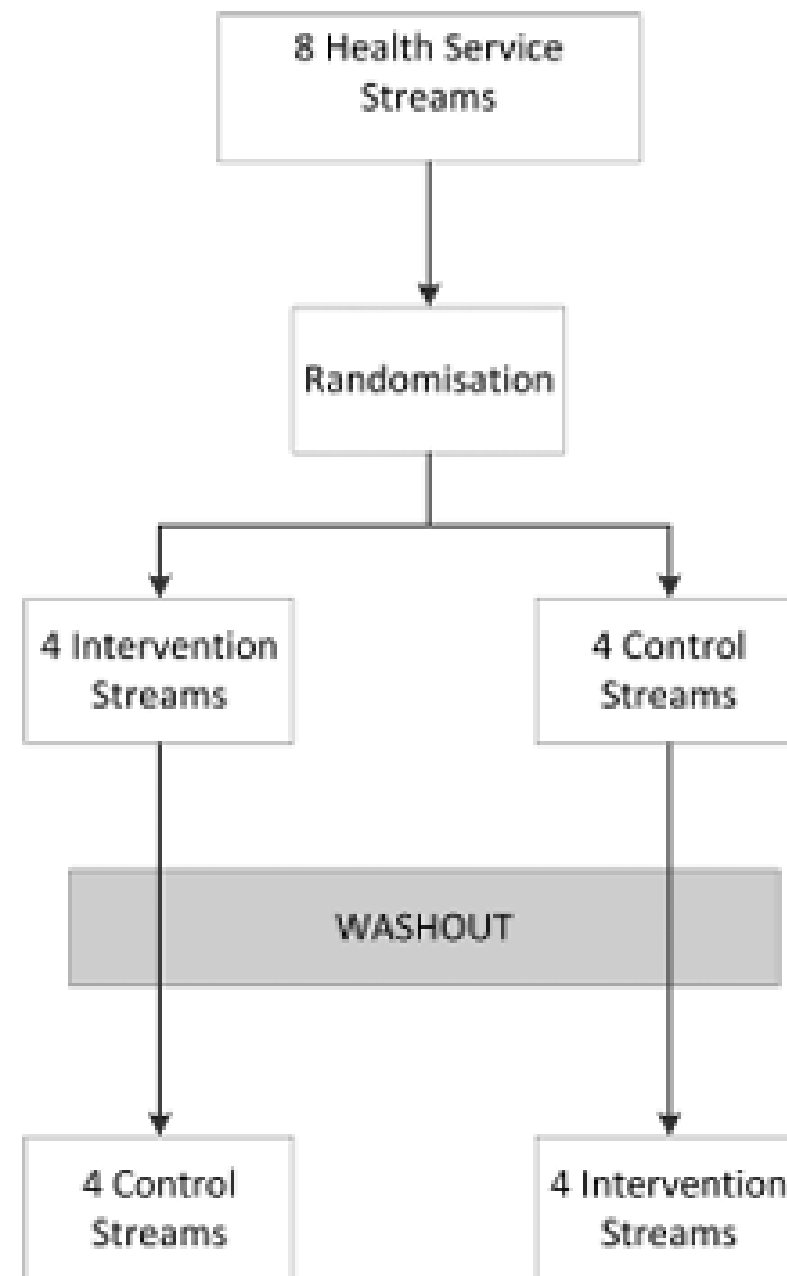 8 Health Service
Streams
Randomisation
4 Intervention
Streams
4 Control
Streams
WASHOUT
4 Control
Streams
4 Intervention
Streams